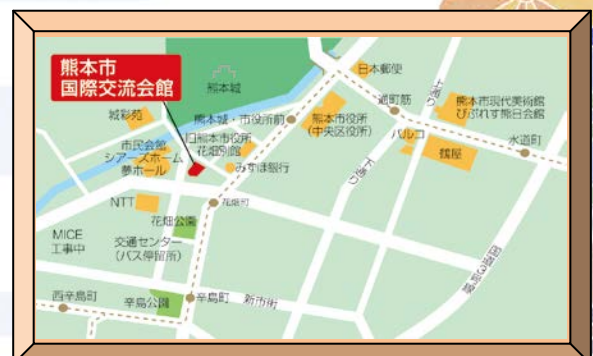 熊本市
国際交流会館
熊本城
日本郵便
上通り
城彩苑
熊本城・市役所前
熊本市役所
(中央区役所)
通町筋
熊本市現代美術館
びぷれす熊日会館
旧熊本市役所
花畑別館
市民会館
シアーズホーム
夢ホール
パルコ
鶴屋
水道町
みずほ銀行
下通り
NTT
花畑町
花畑公園
MICE
工事中
交通センター
(バス停留所)
国道3号線
西辛島町
辛島公園
辛島町
新市街